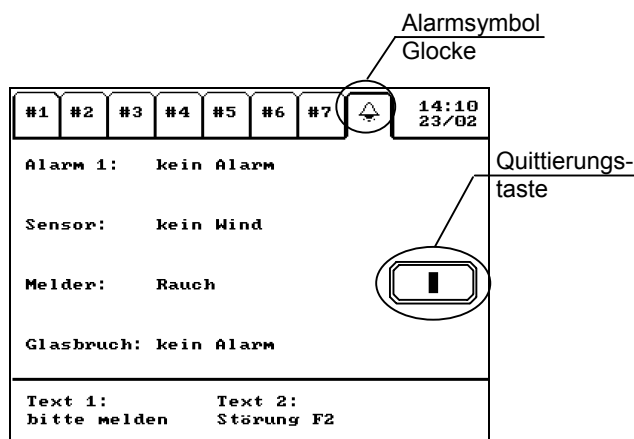 Alarmsymbol
Glocke
#1 #2 #3 #4 #5 #6 #7 14:10
23/02
Alarm 1: kein Alarm
Quittierungs-
taste
Sensor: kein Wind
Melder: Rauch
Glasbruch: kein Alarm
Text 1: Text 2:
bitte melden Störung F2